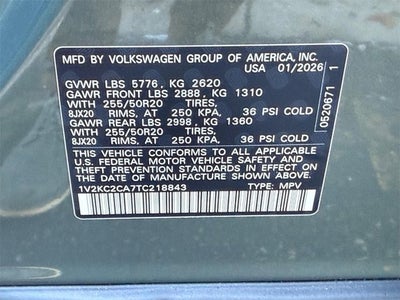 MFD BY VOLKSWAGEN GROUP OF AMERICA, INC.
USA 01/2026
GVWR LBS 5776, KG 2620
GAWR FRONT LBS 2888, KG 1310
WITH 255/50R20 TIRES,
8JX20 RIMS, AT 250 KPA, 36 PSI COLD
GAWR REAR LBS 2998, KG 1360
WITH 255/50R20 TIRES,
8JX20 RIMS, AT 250 KPA, 36 PSI COLD
THIS VEHICLE CONFORMS TO ALL APPLICABLE
U.S. FEDERAL MOTOR VEHICLE SAFETY AND
THEFT PREVENTION STANDARDS IN EFFECT ON THE
DATE OF MANUFACTURE SHOWN ABOVE.
1V2KC2CA7TC218843 TYPE: MPV
0520671 1